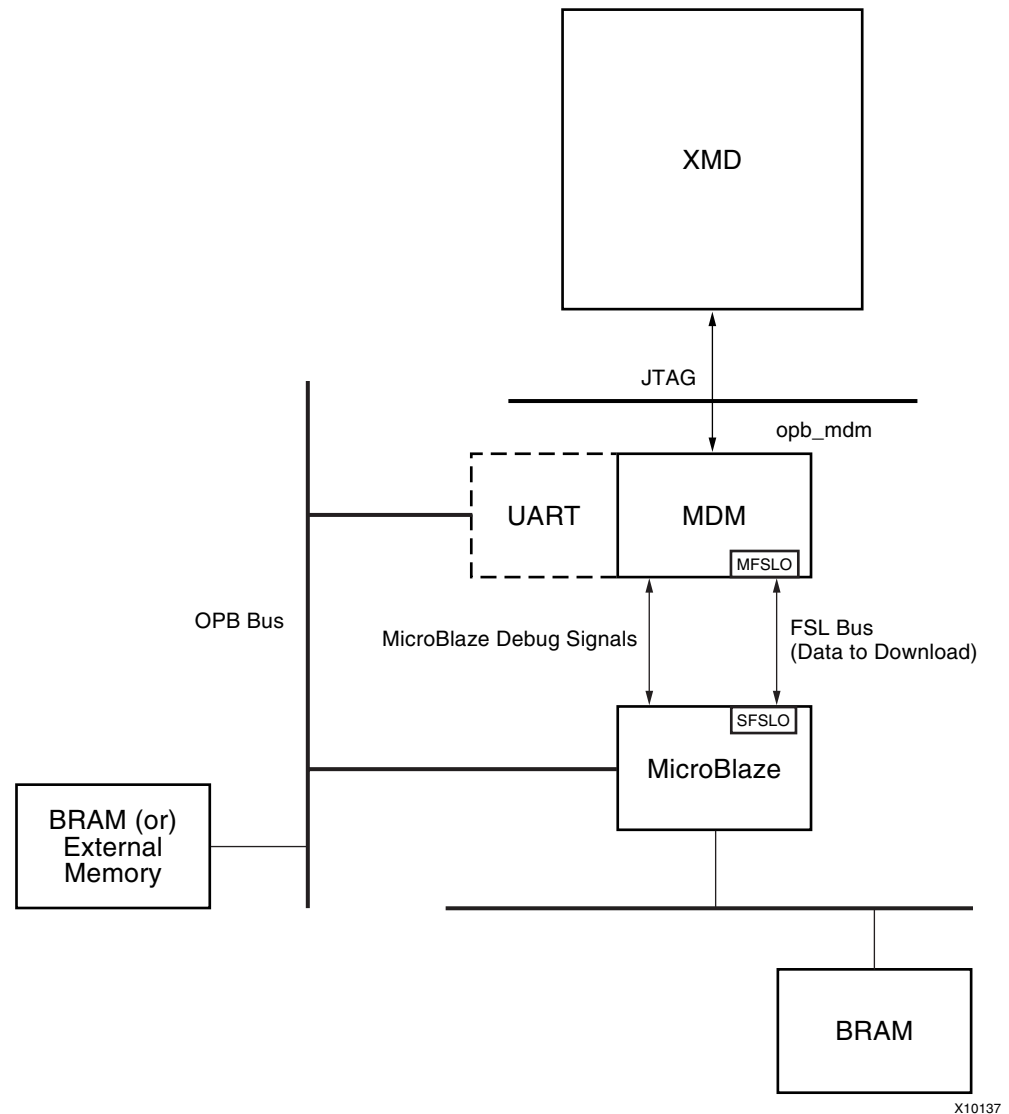 XMD
JTAG
opb_mdm
UART
MDM
MFSLO
OPB Bus
MicroBlaze Debug Signals
FSL Bus
(Data to Download)
SFSLO
MicroBlaze
BRAM (or)
External
Memory
BRAM
X10137